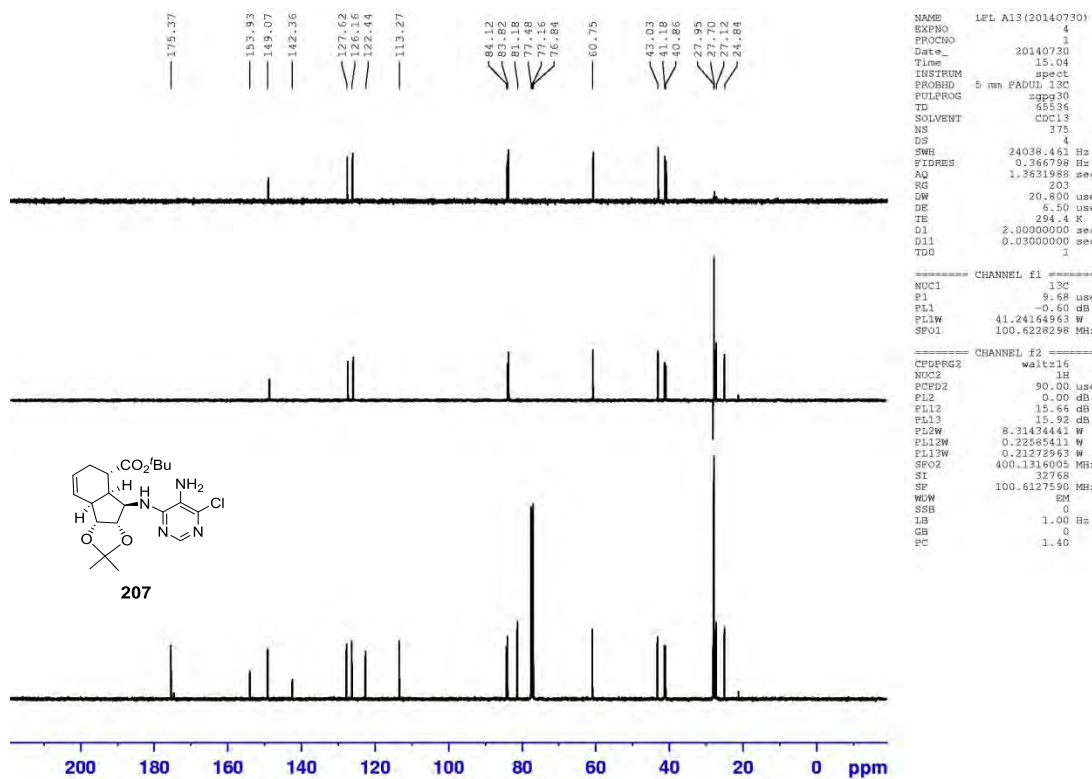 175.37
153.93
149.07
142.36
127.62
126.16
122.44
113.27
84.12
83.82
81.18
77.48
77.16
76.84
60.75
43.03
41.18
40.86
27.95
27.70
27.12
24.84
NAME LFL A13(20140730)
EXPNO 4
PROCNO 1
Date_ 20140730
Time 15.04
INSTRUM spect
PROBHD 5 mm PADUL 13C
PULPROG zgpg30
TD 65536
SOLVENT CDCl3
NS 375
DS 4
SWH 24038.461 Hz
FIDRES 0.366798 Hz
AQ 1.3631988 sec
RG 203
DW 20.800 use
DE 6.50 use
TE 294.4 K
D1 2.00000000 sec
D11 0.03000000 sec
TD0 1
======== CHANNEL f1 ========
NUC1 13C
P1 9.68 use
PL1 -0.60 dB
PL1W 41.24164963 W
SFO1 100.6228298 MHz
======== CHANNEL f2 ========
CPDPRG2 waltz16
NUC2 1H
PCPD2 90.00 use
PL2 0.00 dB
PL12 15.66 dB
PL13 15.92 dB
PL2W 8.31434441 W
PL12W 0.22585411 W
PL13W 0.21272963 W
SFO2 400.1316005 MHz
SI 32768
SF 100.6127590 MHz
WDW EM
SSB 0
LB 1.00 Hz
GB 0
PC 1.40
CO2tBu
H
H
N
NH2
Cl
H
N
N
O
O
207
200 180 160 140 120 100 80 60 40 20 0 ppm